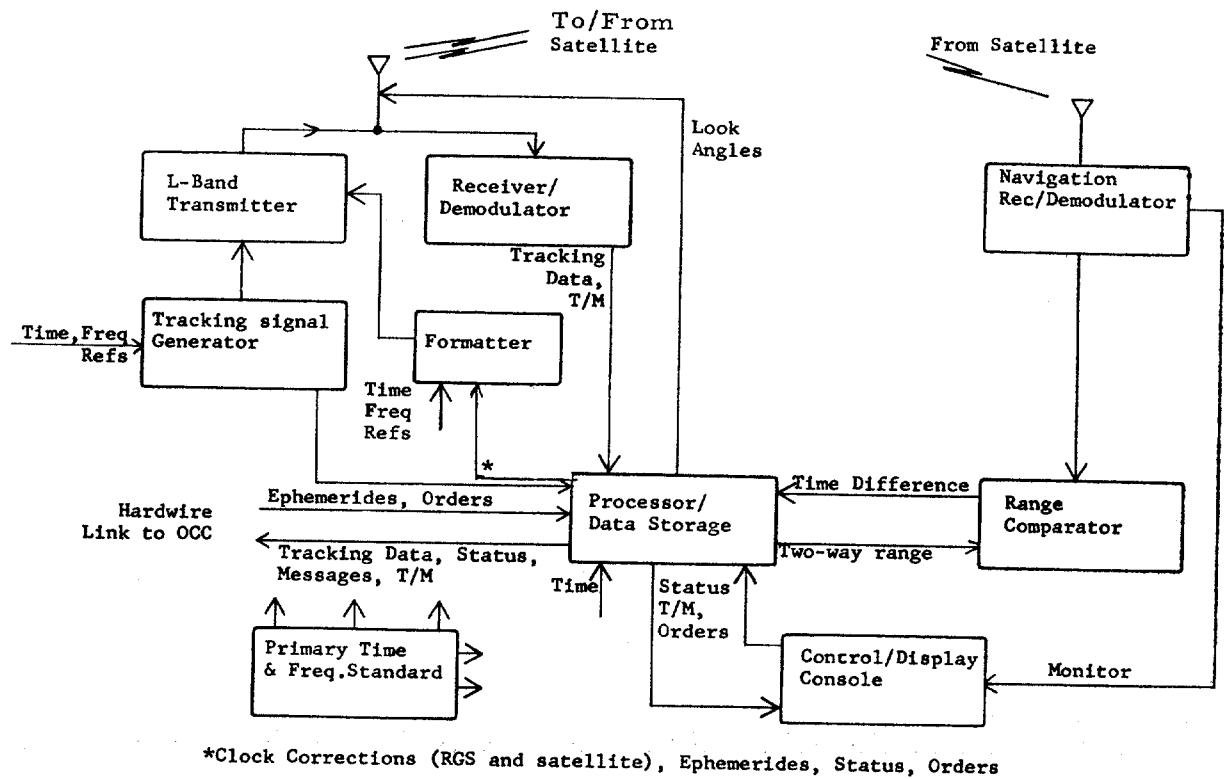 To/From
Satellite
From Satellite
Look
Angles
L-Band
Transmitter
Receiver/
Demodulator
Navigation
Rec/Demodulator
Tracking
Data,
T/M
Tracking signal
Generator
Time,Freq
Refs
Formatter
Time
Freq
Refs
*
Ephemerides, Orders
Hardwire
Link to OCC
Processor/
Data Storage
Time Difference
Two-way range
Range
Comparator
Tracking Data, Status,
Messages, T/M
Time
Status
T/M,
Orders
Primary Time
& Freq.Standard
Control/Display
Console
Monitor
*Clock Corrections (RGS and satellite), Ephemerides, Status, Orders